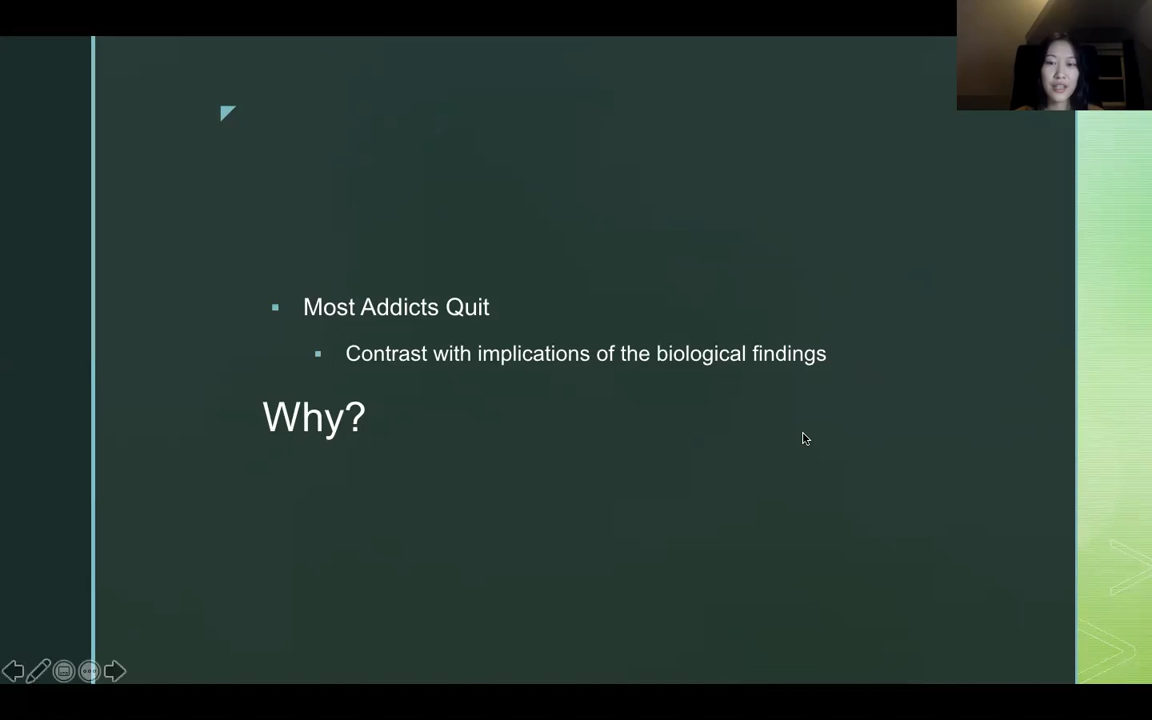 Most Addicts Quit
Contrast with implications of the biological findings
Why?